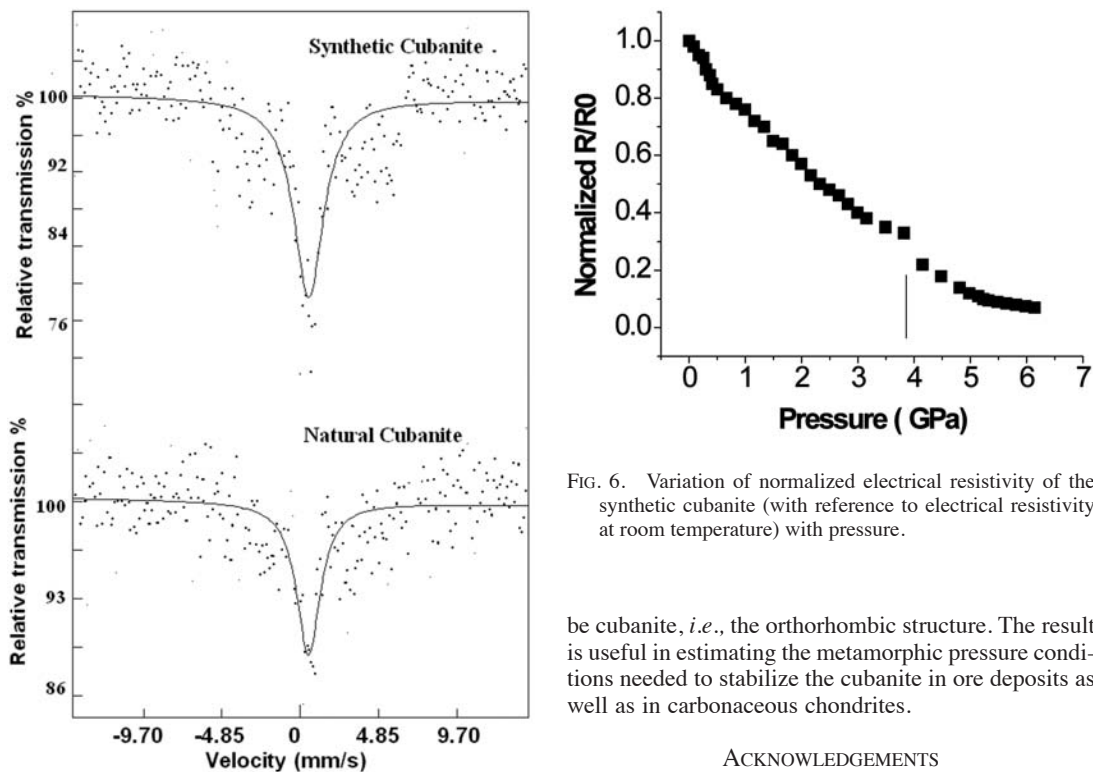 Synthetic Cubanite
Relative transmission %
100
92
84
76
Natural Cubanite
Relative transmission %
100
93
86
-9.70 -4.85 0 4.85 9.70
Velocity (mm/s)
Normalized R/R0
1.0
0.8
0.6
0.4
0.2
0.0
0 1 2 3 4 5 6 7
Pressure ( GPa)
FIG. 6. Variation of normalized electrical resistivity of the
synthetic cubanite (with reference to electrical resistivity
at room temperature) with pressure.
be cubanite, i.e., the orthorhombic structure. The result
is useful in estimating the metamorphic pressure condi-
tions needed to stabilize the cubanite in ore deposits as
well as in carbonaceous chondrites.
ACKNOWLEDGEMENTS